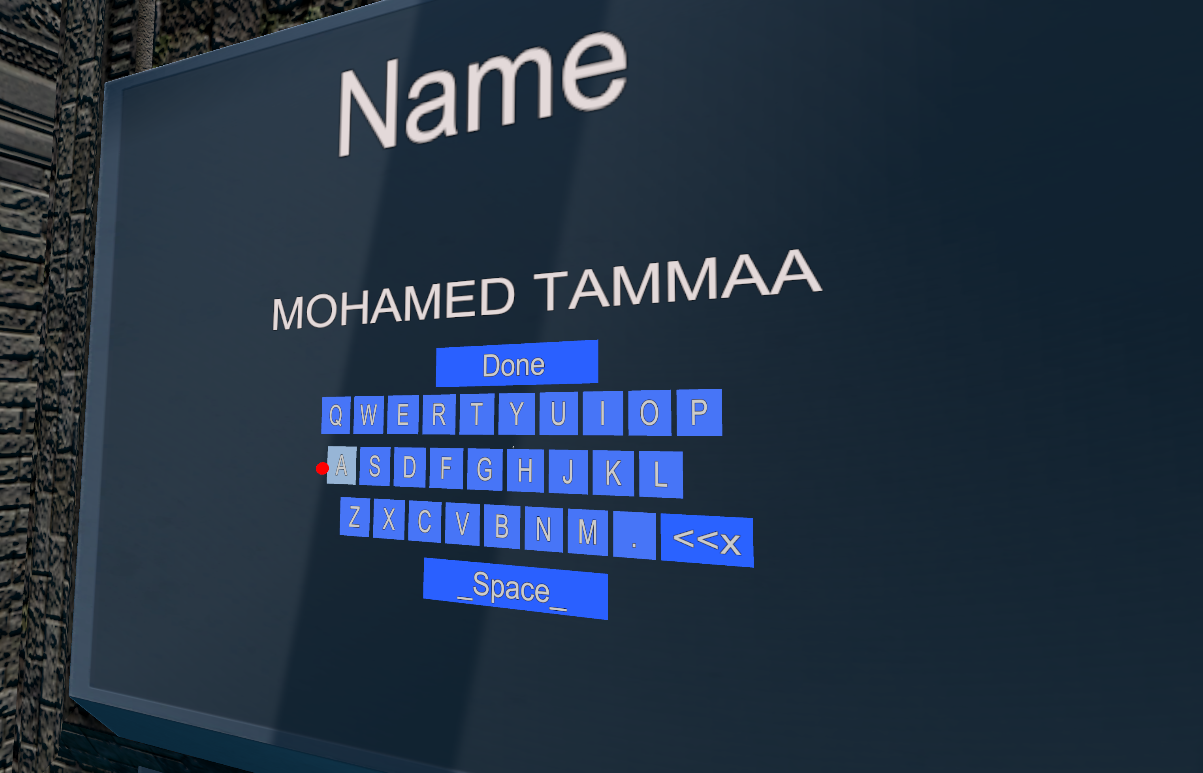 Name
MOHAMED TAMMAA
Done
Q W E R T Y U I O P
A S D F G H J K L
Z X C V B N M . <<x
_Space_